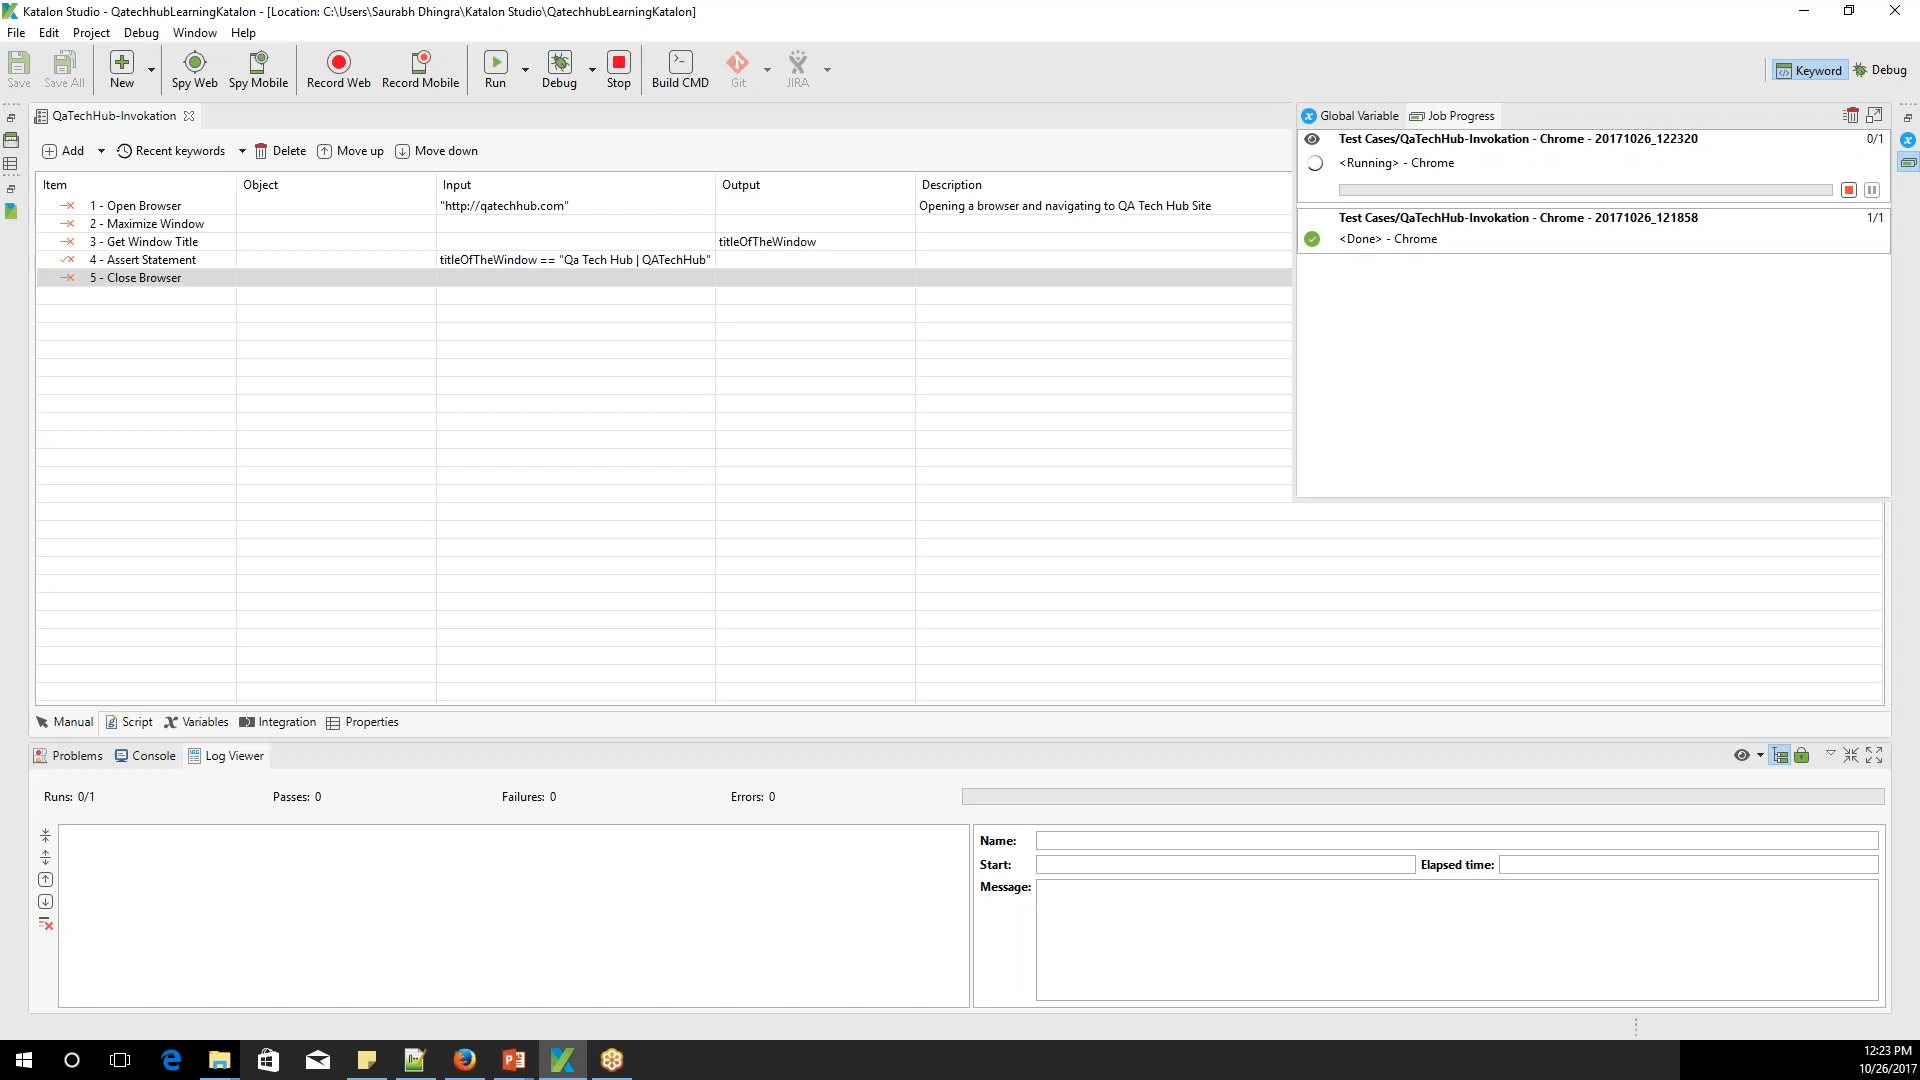 Katalon Studio - QatechhubLearningKatalon - [Location: C:\Users\Saurabh Dhingra\Katalon Studio\QatechhubLearningKatalon]
File Edit Project Debug Window Help
Save Save All New Spy Web Spy Mobile Record Web Record Mobile Run Debug Stop Build CMD Git JIRA Keyword Debug
QaTechHub-Invokation
Add Recent keywords Delete Move up Move down
Item Object Input Output Description
1 - Open Browser "http://qatechhub.com" Opening a browser and navigating to QA Tech Hub Site
2 - Maximize Window
3 - Get Window Title titleOfTheWindow
4 - Assert Statement titleOfTheWindow == "Qa Tech Hub | QATechHub"
5 - Close Browser
Global Variable Job Progress
Test Cases/QaTechHub-Invokation - Chrome - 20171026_122320 0/1
<Running> - Chrome
Test Cases/QaTechHub-Invokation - Chrome - 20171026_121858 1/1
<Done> - Chrome
Manual Script Variables Integration Properties
Problems Console Log Viewer
Runs: 0/1 Passes: 0 Failures: 0 Errors: 0
Name:
Start: Elapsed time:
Message:
12:23 PM
10/26/2017